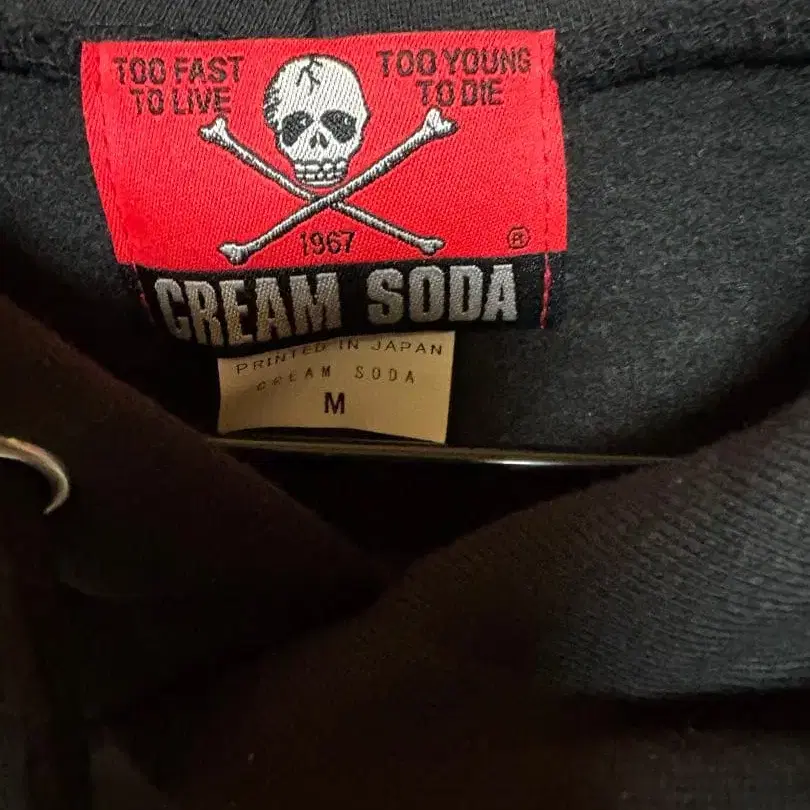 TOO FAST
TO LIVE
TOO YOUNG
TO DIE
1967
®
CREAM SODA
PRINTED IN JAPAN
CREAM SODA
M